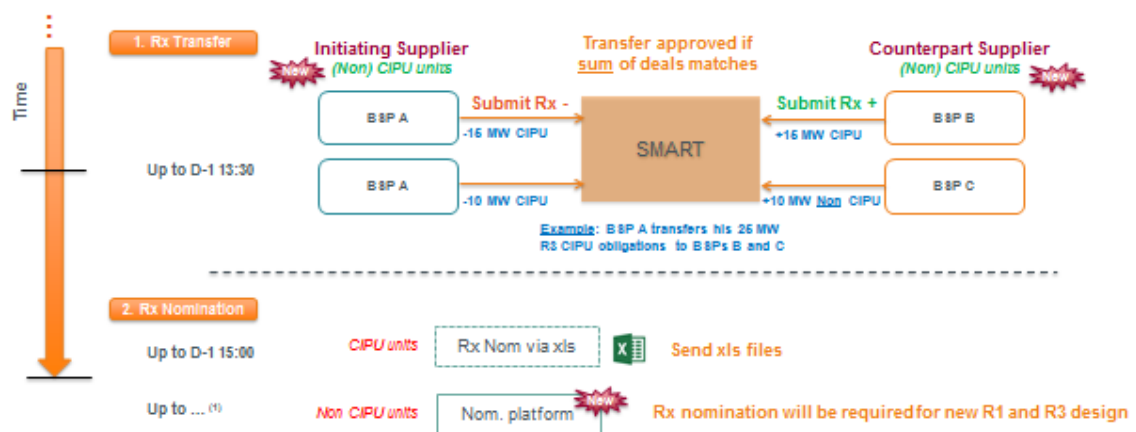 Time
1. Rx Transfer
Initiating Supplier
(Non) CIPU units
New
Transfer approved if
sum of deals matches
Counterpart Supplier
(Non) CIPU units
New
BSP A
Submit Rx -
-15 MW CIPU
SMART
Submit Rx +
+15 MW CIPU
BSP B
Up to D-1 13:30
BSP A
-10 MW CIPU
+10 MW Non CIPU
BSP C
Example: BSP A transfers his 25 MW
R3 CIPU obligations to BSPs B and C
2. Rx Nomination
Up to D-1 15:00
CIPU units
Rx Nom via xls
X
Send xls files
Up to ... (1)
Non CIPU units
Nom. platform
New
Rx nomination will be required for new R1 and R3 design